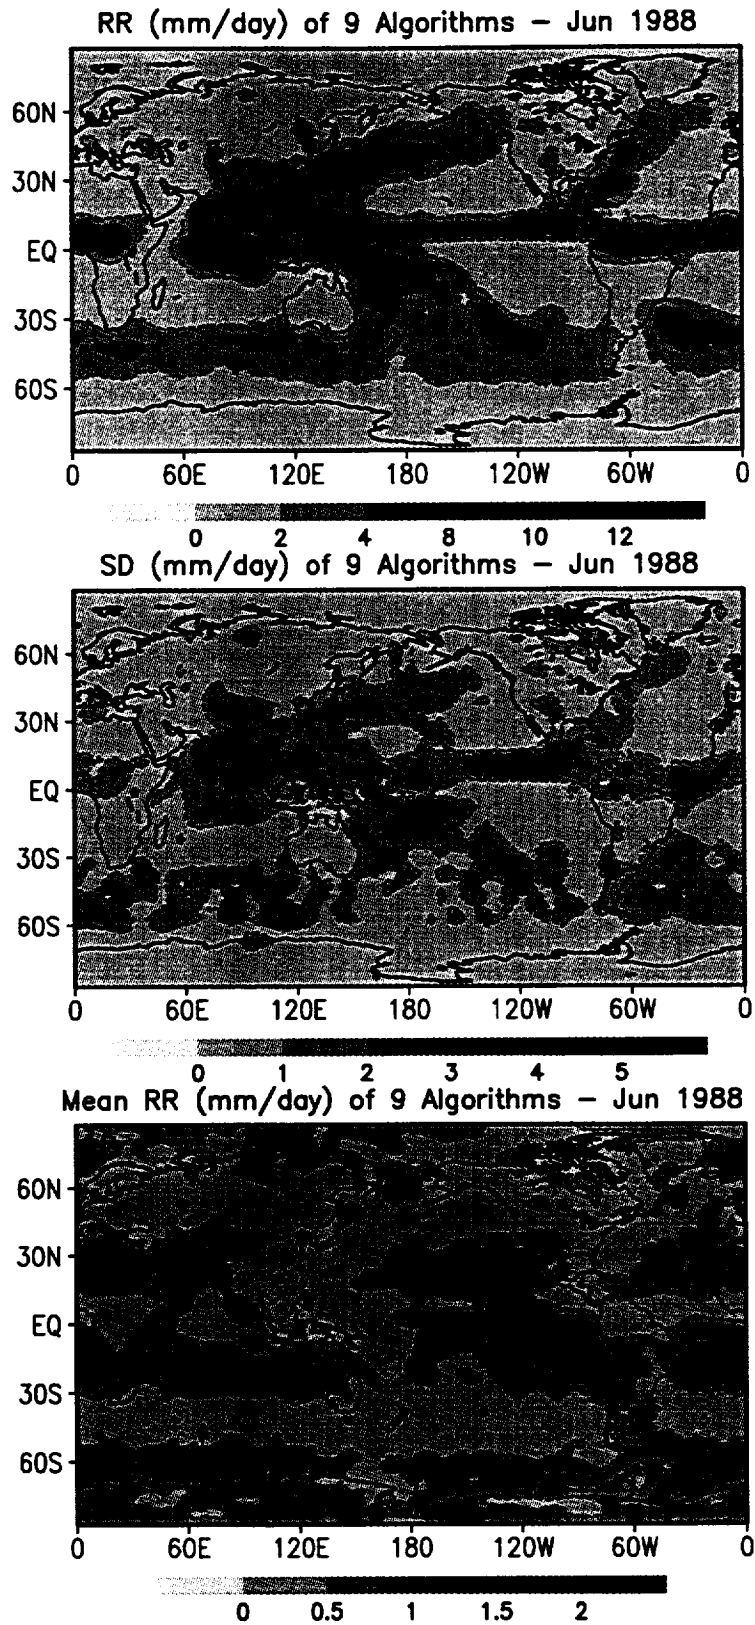 RR (mm/day) of 9 Algorithms – Jun 1988
60N
30N
EQ
30S
60S
0 60E 120E 180 120W 60W 0
0 2 4 8 10 12
SD (mm/day) of 9 Algorithms – Jun 1988
60N
30N
EQ
30S
60S
0 60E 120E 180 120W 60W 0
0 1 2 3 4 5
Mean RR (mm/day) of 9 Algorithms – Jun 1988
60N
30N
EQ
30S
60S
0 60E 120E 180 120W 60W 0
0 0.5 1 1.5 2